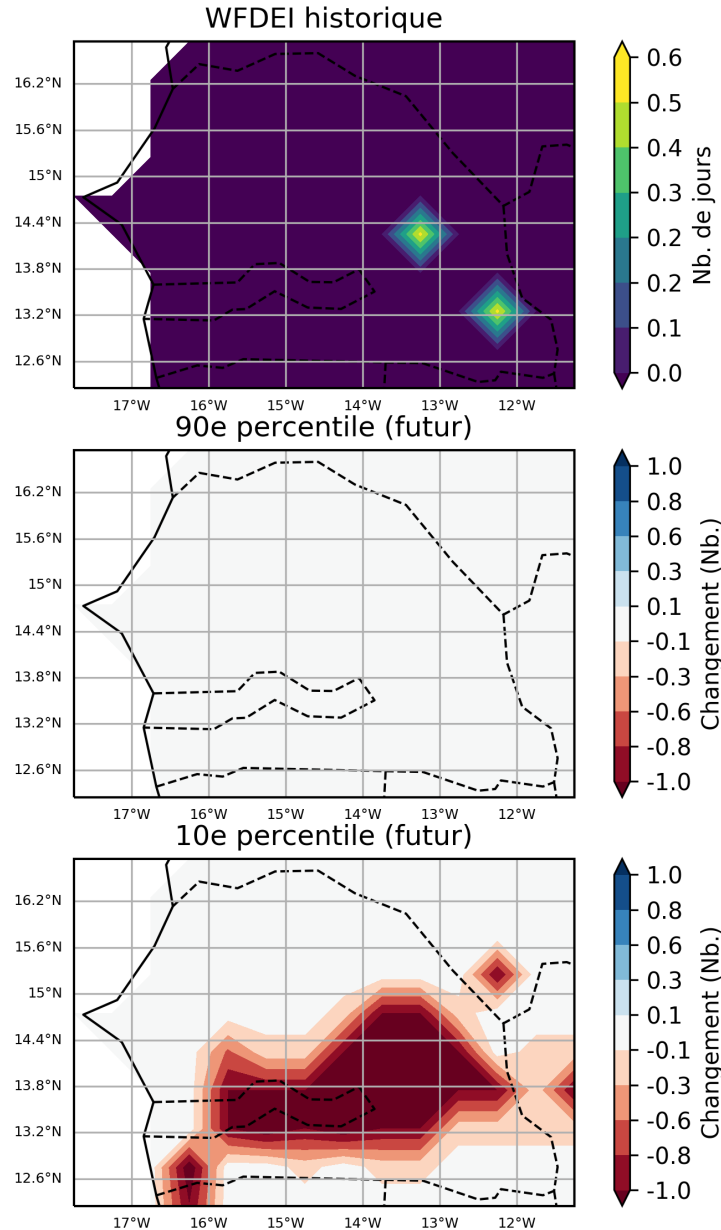 WFDEI historique
16.2°N
15.6°N
15°N
14.4°N
13.8°N
13.2°N
12.6°N
17°W 16°W 15°W 14°W 13°W 12°W
0.6
0.5
0.4
0.3
0.2
0.2
0.1
0.0
Nb. de jours
90e percentile (futur)
16.2°N
15.6°N
15°N
14.4°N
13.8°N
13.2°N
12.6°N
17°W 16°W 15°W 14°W 13°W 12°W
1.0
0.8
0.6
0.3
0.1
-0.1
-0.3
-0.6
-0.8
-1.0
Changement (Nb.)
10e percentile (futur)
16.2°N
15.6°N
15°N
14.4°N
13.8°N
13.2°N
12.6°N
17°W 16°W 15°W 14°W 13°W 12°W
1.0
0.8
0.6
0.3
0.1
-0.1
-0.3
-0.6
-0.8
-1.0
Changement (Nb.)